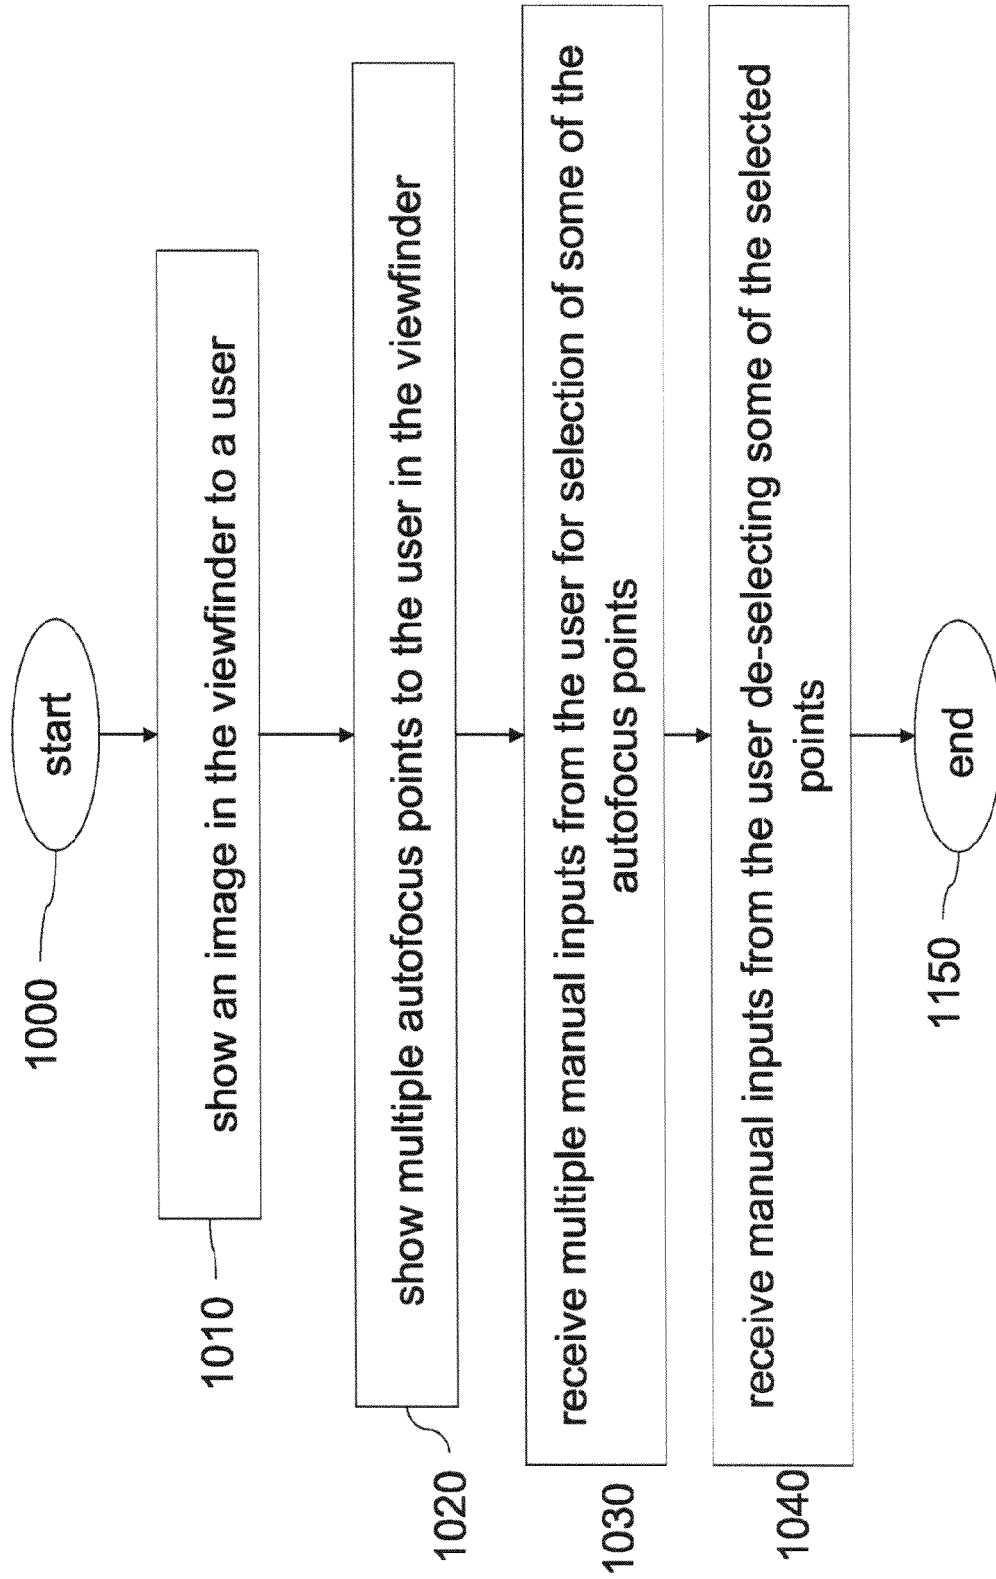 start
1000
show an image in the viewfinder to a user
1010
show multiple autofocus points to the user in the viewfinder
1020
receive multiple manual inputs from the user for selection of some of the
autofocus points
1030
receive manual inputs from the user de-selecting some of the selected
points
1040
end
1150